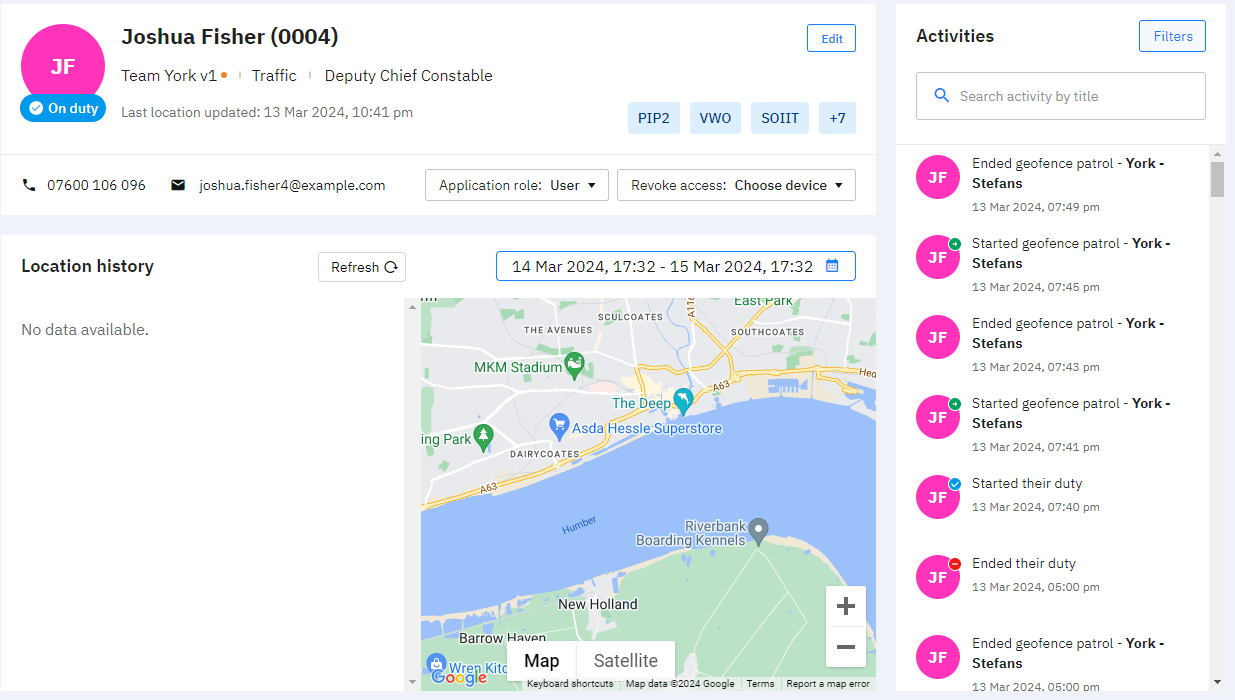 JF
On duty
Joshua Fisher (0004)
Team York v1
Traffic
Deputy Chief Constable
Last location updated: 13 Mar 2024, 10:41 pm
Edit
PIP2
VWO
SOIIT
+7
07600 106 096
joshua.fisher4@example.com
Application role: User
Revoke access: Choose device
Location history
Refresh
14 Mar 2024, 17:32 - 15 Mar 2024, 17:32
No data available.
East Park
A116
SCULCOATES
THE AVENUES
SOUTHCOATES
MKM Stadium
Hed
A63
The Deep
Asda Hessle Superstore
ing Park
DAIRYCOATES
A63
Humber
Riverbank
Boarding Kennels
New Holland
Barrow Haven
Wren Kitc
Map
Satellite
Google
Keyboard shortcuts
Map data ©2024 Google
Terms
Report a map error
Activities
Filters
Search activity by title
JF
Ended geofence patrol - York -
Stefans
13 Mar 2024, 07:49 pm
JF
Started geofence patrol - York -
Stefans
13 Mar 2024, 07:45 pm
JF
Ended geofence patrol - York -
Stefans
13 Mar 2024, 07:43 pm
JF
Started geofence patrol - York -
Stefans
13 Mar 2024, 07:41 pm
JF
Started their duty
13 Mar 2024, 07:40 pm
JF
Ended their duty
13 Mar 2024, 05:00 pm
JF
Ended geofence patrol - York -
Stefans
13 Mar 2024, 05:00 pm